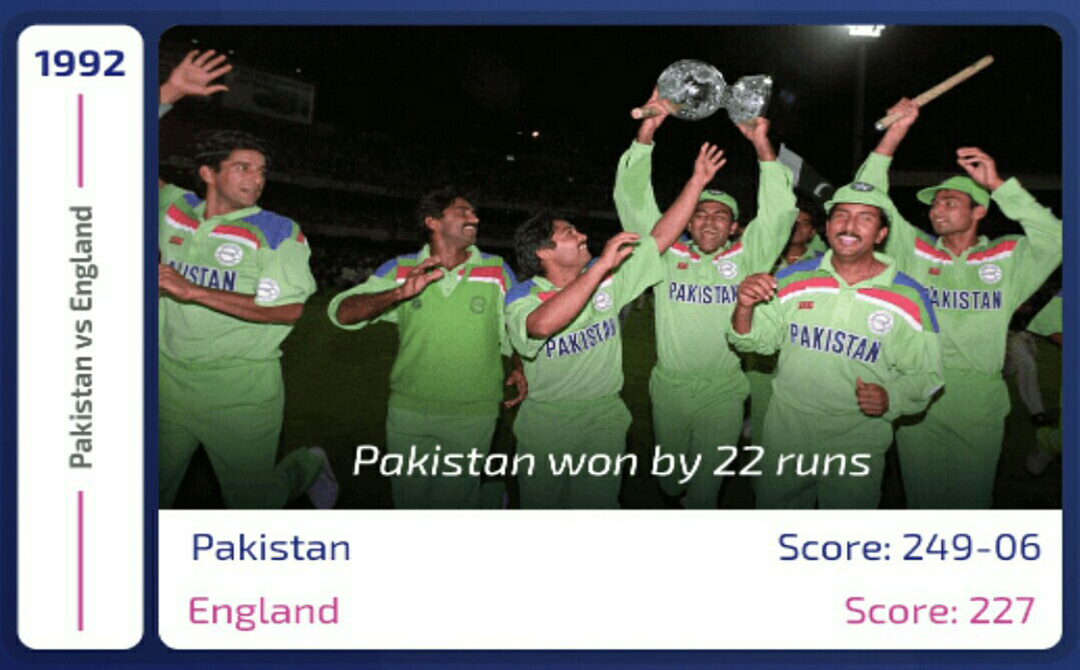 1992
Pakistan vs England
PAKISTAN
PAKISTAN
PAKISTAN
PAKISTAN
Pakistan won by 22 runs
Pakistan
Score: 249-06
England
Score: 227